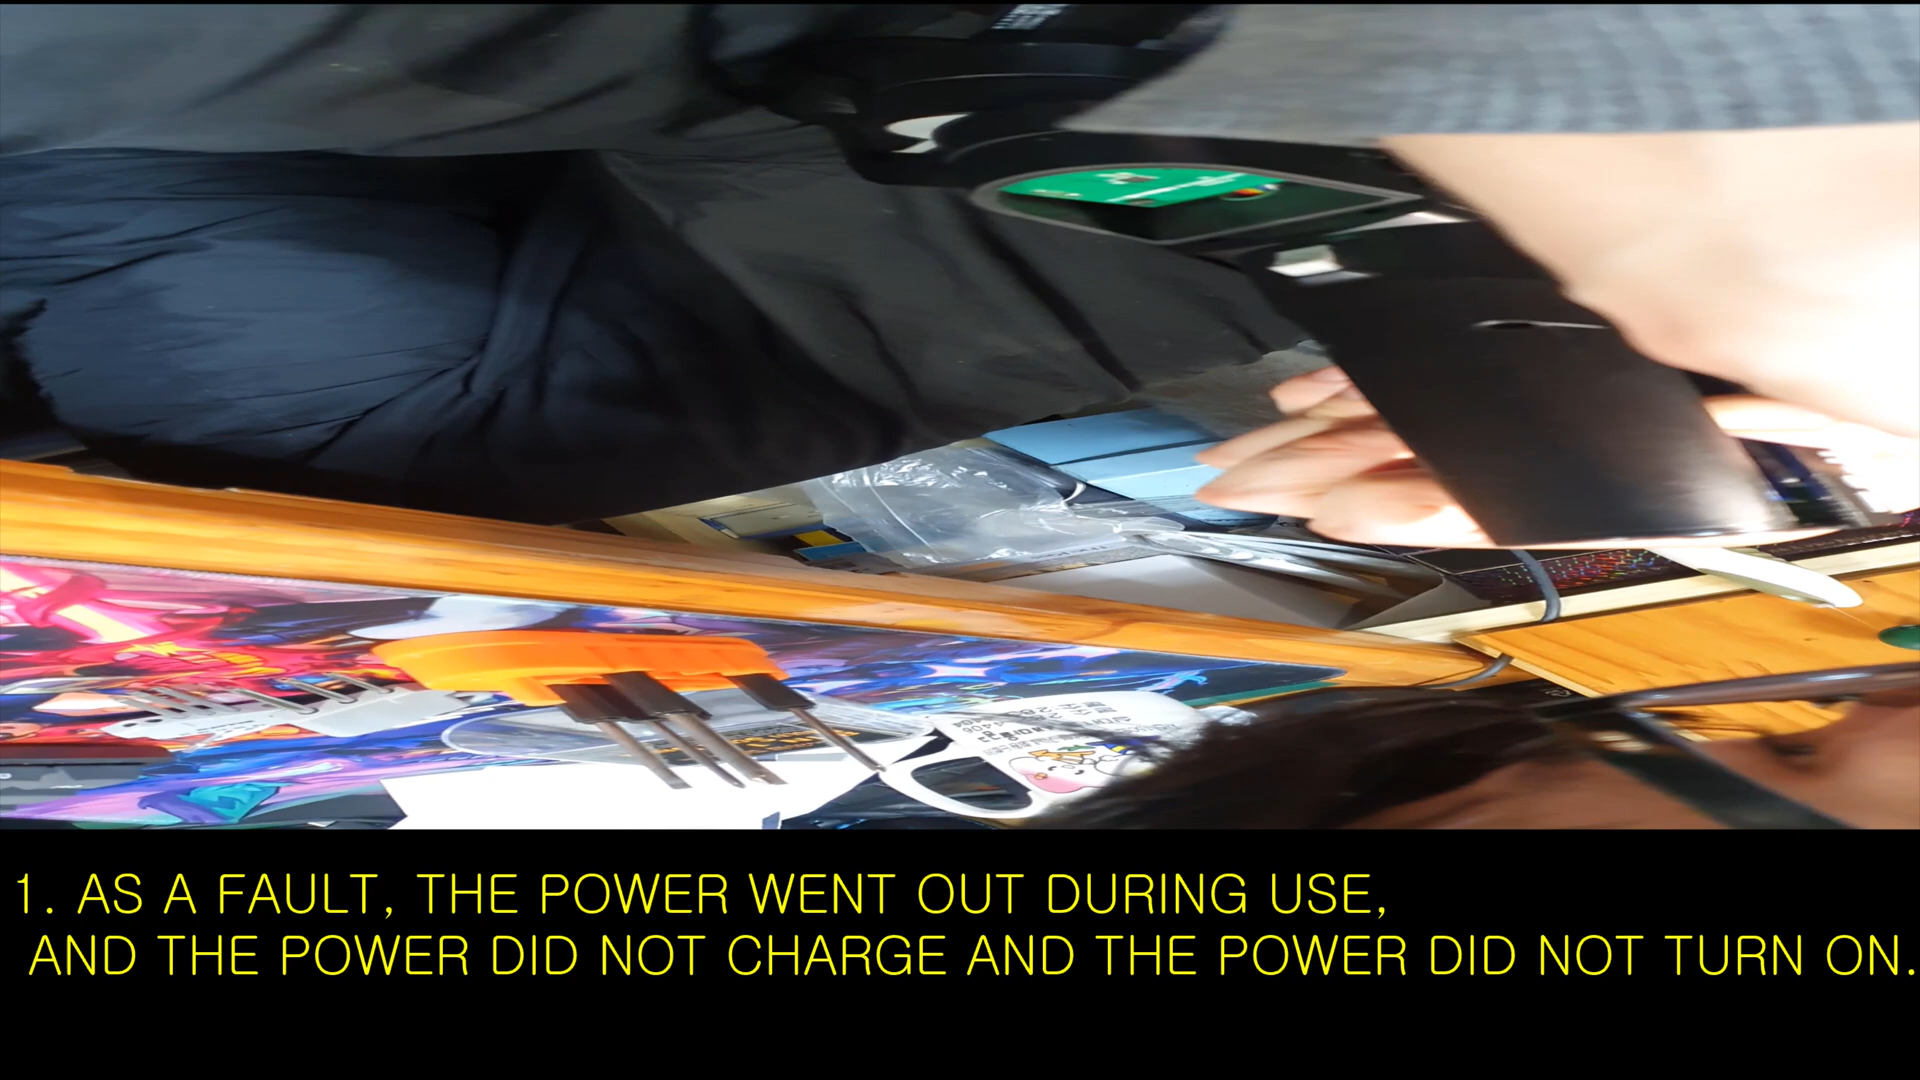 1. AS A FAULT, THE POWER WENT OUT DURING USE,
AND THE POWER DID NOT CHARGE AND THE POWER DID NOT TURN ON.